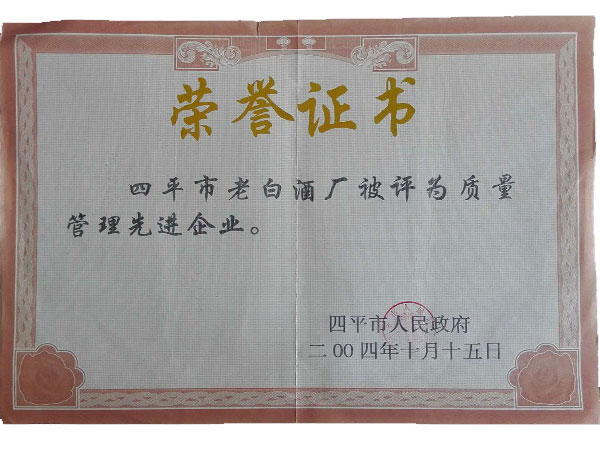 荣誉证书
四平市老白酒厂被评为质量
管理先进企业。
四平市人民政府
二00四年十月十五日